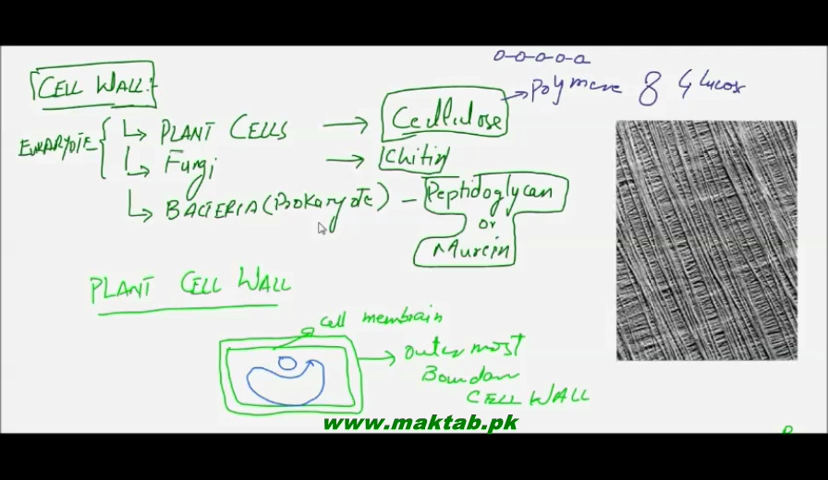 CELL WALL:-
polymer 8 Glucose
EUKARYOTE
PLANT CELLS → Cellulose
Fungi → Chitin
BACTERIA (Prokaryote) - Peptidoglycan
or
Murein
PLANT CELL WALL
Cell membrain
outer most
Boundary
CELL WALL
www.maktab.pk